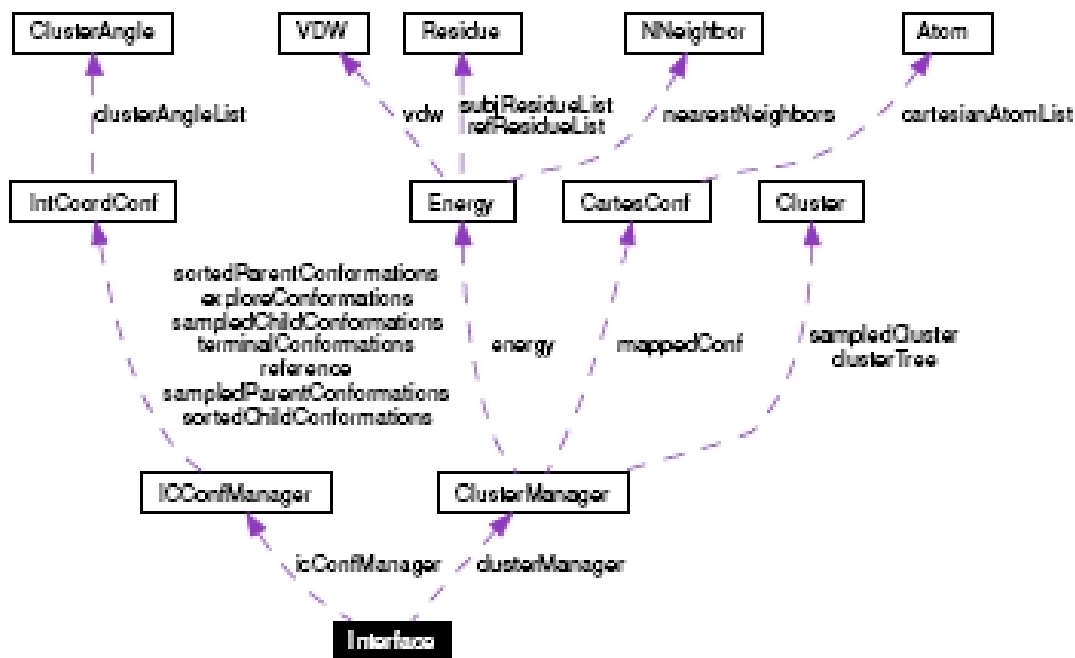 ClusterAngle
VDW
Residue
NNeighbor
Atom
clusterAngleList
vdw
subjResidueList
refResidueList
nearestNeighbors
cartesianAtomList
IntCoordConf
Energy
CartesConf
Cluster
sortedParentConformations
exploreConformations
sampledChildConformations
terminalConformations
reference
sampledParentConformations
sortedChildConformations
energy
mappedConf
sampledCluster
clusterTree
ICConfManager
ClusterManager
icConfManager
clusterManager
Interface